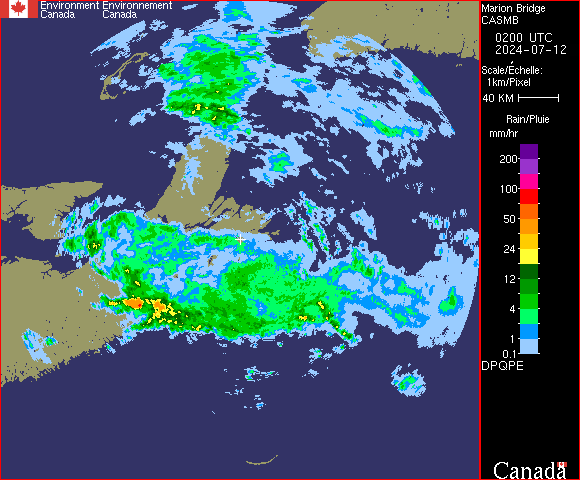 Environment Environnement
Canada Canada
Marion Bridge
CASMB
0200 UTC
2024-07-12
Scale/Echelle:
1km/Pixel
40 KM
Rain/Pluie
mm/hr
200
100
50
24
12
4
1
0.1
DPQPE
Canada